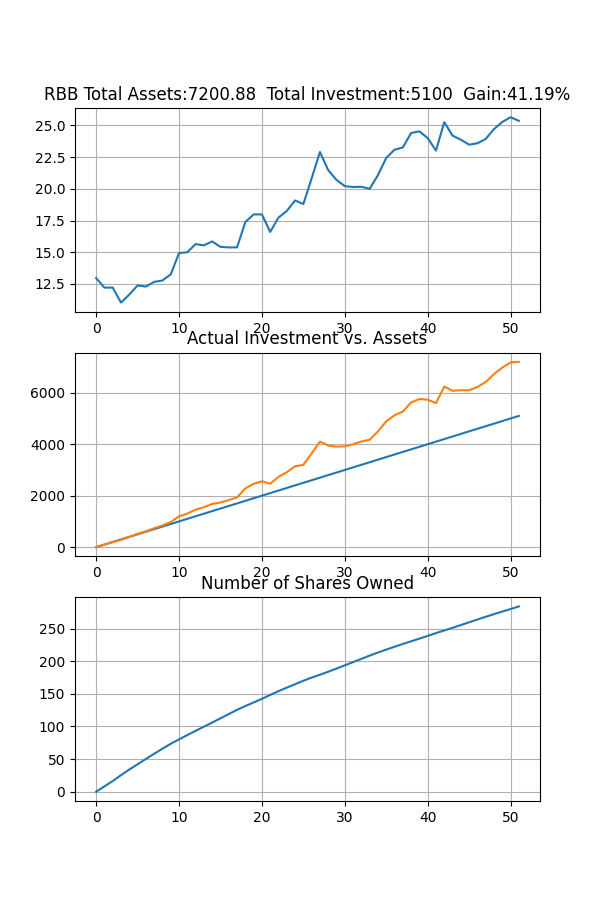 RBB Total Assets:7200.88  Total Investment:5100  Gain:41.19%
25.0
22.5
20.0
17.5
15.0
12.5
0 10 20 30 40 50
Actual Investment vs. Assets
6000
4000
2000
0
0 10 20 30 40 50
Number of Shares Owned
250
200
150
100
50
0
0 10 20 30 40 50